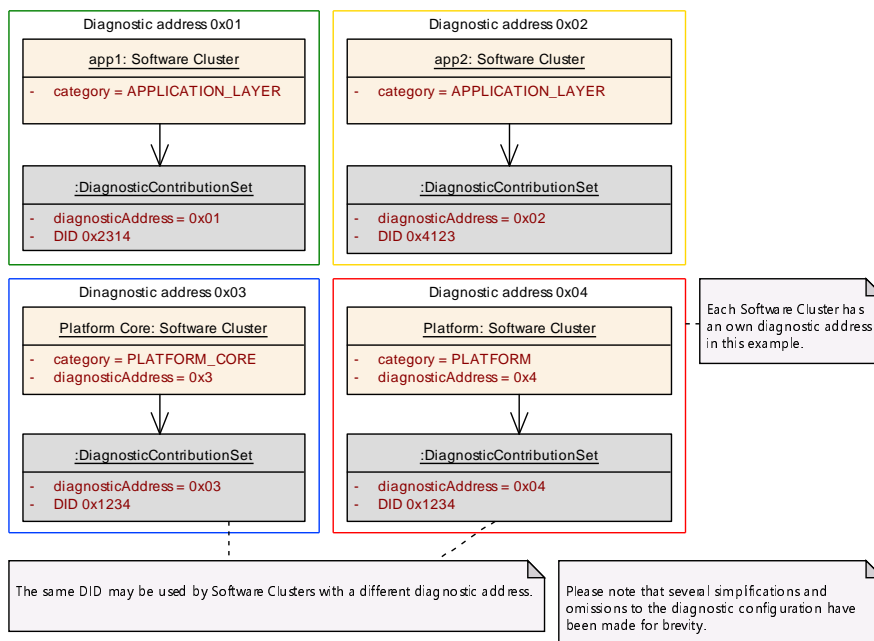 Diagnostic address 0x01
app1: Software Cluster
- category = APPLICATION_LAYER
:DiagnosticContributionSet
- diagnosticAddress = 0x01
- DID 0x2314
Diagnostic address 0x02
app2: Software Cluster
- category = APPLICATION_LAYER
:DiagnosticContributionSet
- diagnosticAddress = 0x02
- DID 0x4123
Dinagnostic address 0x03
Platform Core: Software Cluster
- category = PLATFORM_CORE
- diagnosticAddress = 0x3
:DiagnosticContributionSet
- diagnosticAddress = 0x03
- DID 0x1234
Diagnostic address 0x04
Platform: Software Cluster
- category = PLATFORM
- diagnosticAddress = 0x4
:DiagnosticContributionSet
- diagnosticAddress = 0x04
- DID 0x1234
Each Software Cluster has
an own diagnostic address
in this example.
The same DID may be used by Software Clusters with a different diagnostic address.
Please note that several simplfications and
omissions to the diagnostic configuration have
been made for brevity.